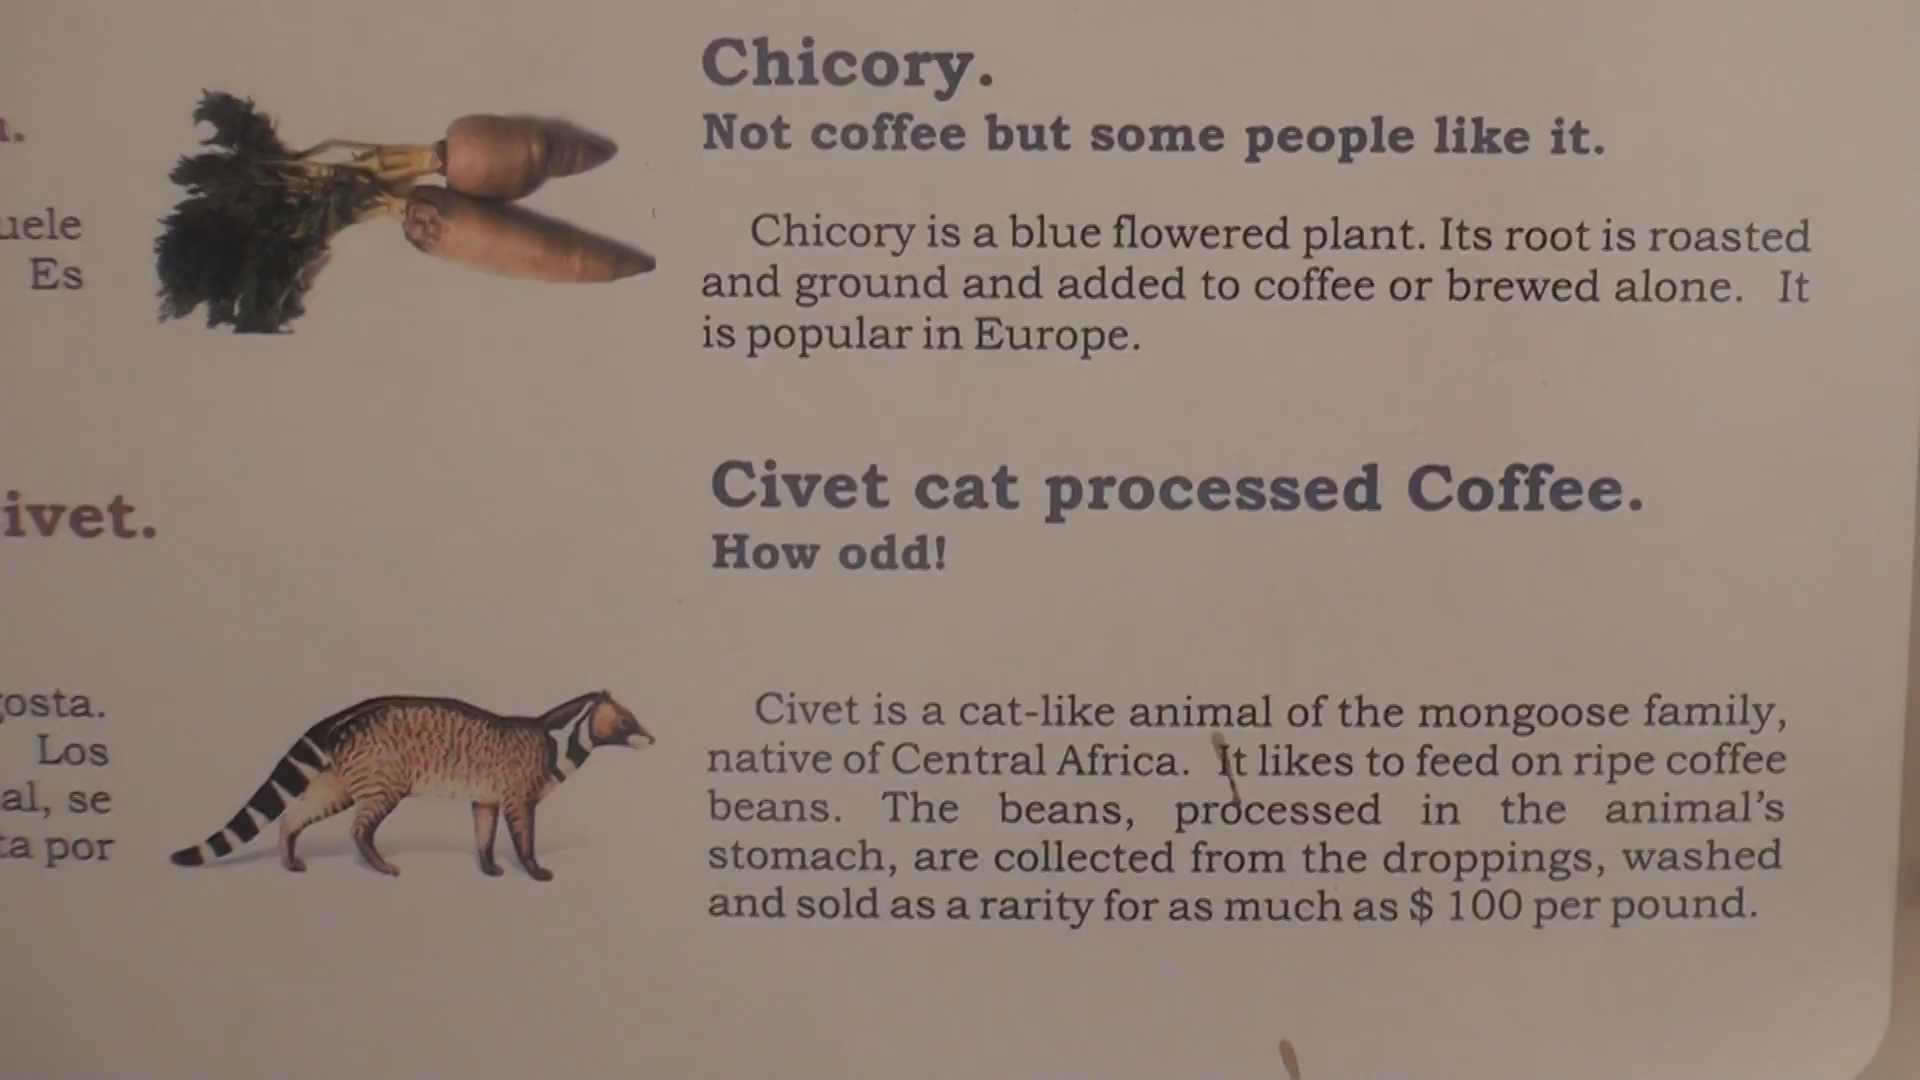 Chicory.
Not coffee but some people like it.
Chicory is a blue flowered plant. Its root is roasted
and ground and added to coffee or brewed alone. It
is popular in Europe.
Es
Civet cat processed Coffee.
How odd!
Civet is a cat-like animal of the mongoose family,
native of Central Africa. It likes to feed on ripe coffee
beans. The beans, processed in the animal's
stomach, are collected from the droppings, washed
and sold as a rarity for as much as $ 100 per pound.
ivet.
osta.
Los
al, se
ta por